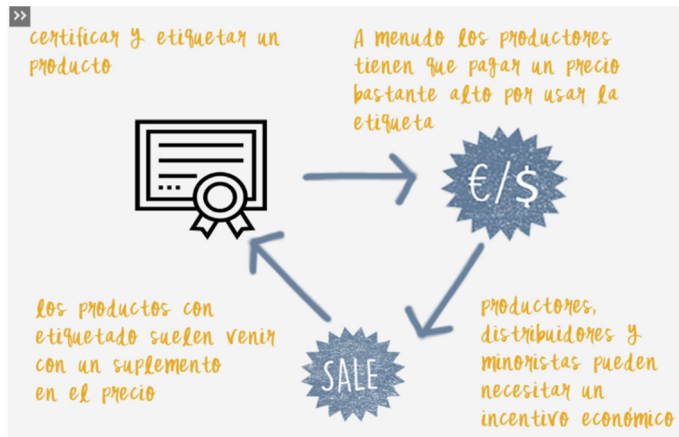 certificar y etiquetar un
producto
A menudo los productores
tienen que pagar un precio
bastante alto por usar la
etiqueta
€/$
los productos con
etiquetado suelen venir
con un suplemento
en el precio
SALE
productores,
distribuidores y
minoristas pueden
necesitar un
incentivo económico